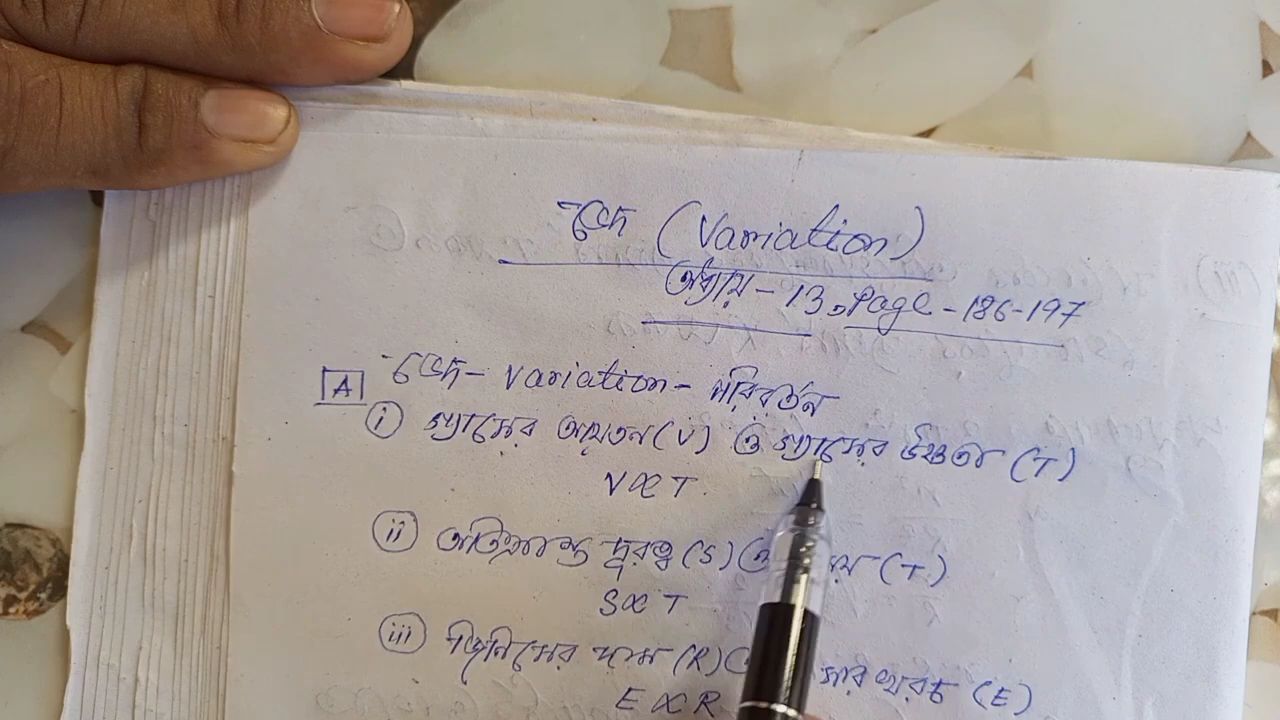 ভেদ (Variation)
অধ্যায় - 13, Page - 186-197
A ভেদ - Variation - পরিবর্তন
i গ্যাসের আয়তন (V) ও গ্যাসের উষ্ণতা (T)
V ∝ T
ii অতিক্রান্ত দূরত্ব (S) ও (T)
S ∝ T
iii জিনিসের দাম (R) খরচ (E)
E ∝ R